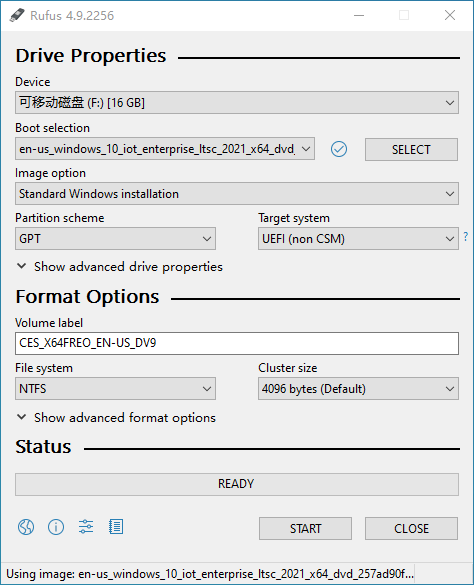 Rufus 4.9.2256
Drive Properties
Device
可移动磁盘 (F:) [16 GB]
Boot selection
en-us_windows_10_iot_enterprise_ltsc_2021_x64_dvd_
SELECT
Image option
Standard Windows installation
Partition scheme
Target system
GPT
UEFI (non CSM)
?
Show advanced drive properties
Format Options
Volume label
CES_X64FREO_EN-US_DV9
File system
Cluster size
NTFS
4096 bytes (Default)
Show advanced format options
Status
READY
START
CLOSE
Using image: en-us_windows_10_iot_enterprise_ltsc_2021_x64_dvd_257ad90f...